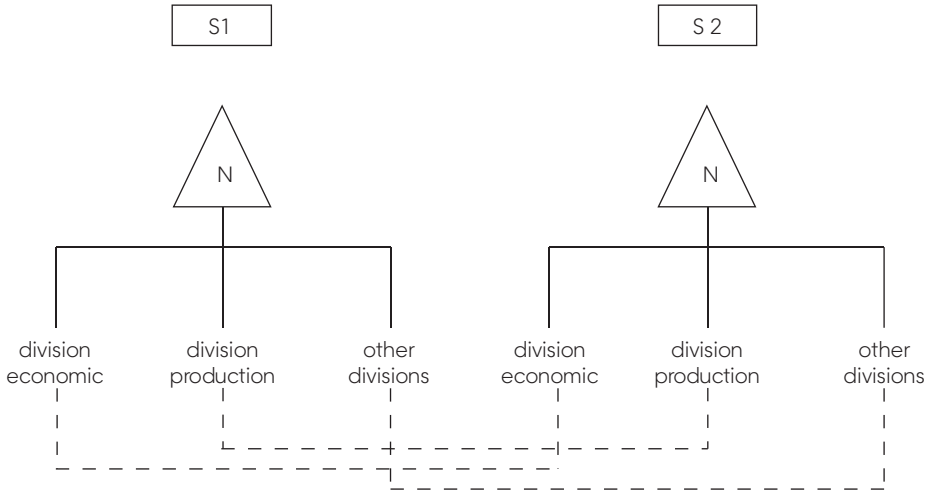 S1
S 2
N
N
division
economic
division
production
other
divisions
division
economic
division
production
other
divisions